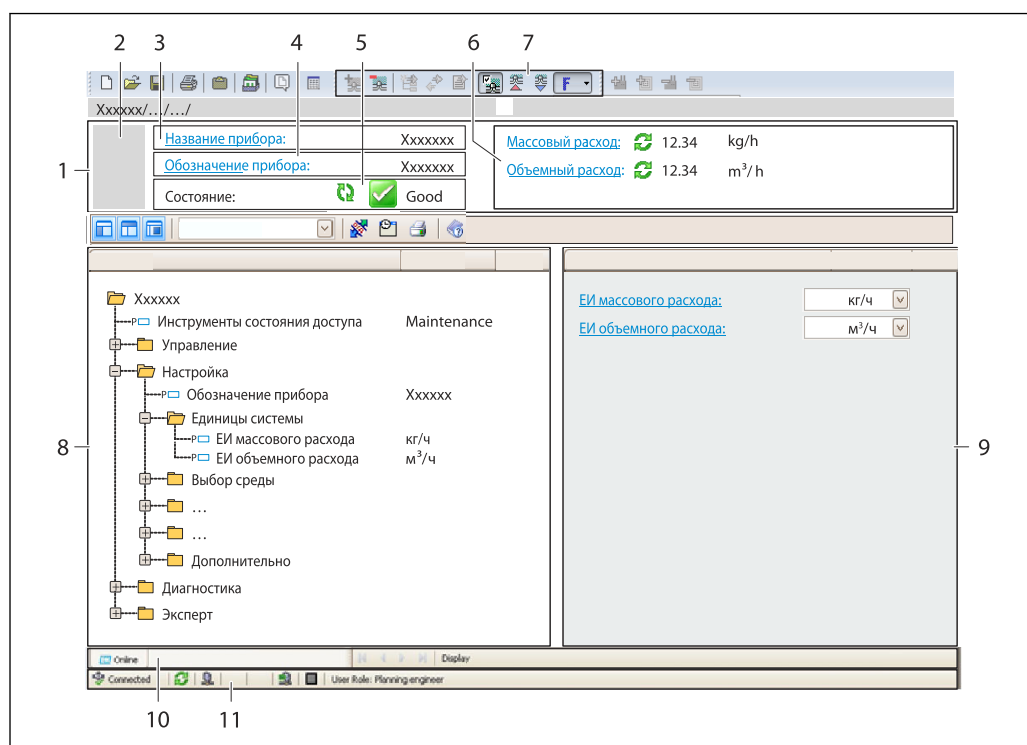 2 3 4 5 6 7
F
Xxxxxx/.../.../
1
Название прибора: Xxxxxxx
Обозначение прибора: Xxxxxxx
Состояние: Good
Массовый расход: 12.34 kg/h
Объемный расход: 12.34 m³/h
Xxxxxx
P Инструменты состояния доступа Maintenance
Управление
Настройка
P Обозначение прибора Xxxxxx
Единицы системы
P ЕИ массового расхода кг/ч
P ЕИ объемного расхода м³/ч
Выбор среды
...
...
Дополнительно
Диагностика
Эксперт
8
ЕИ массового расхода: кг/ч
ЕИ объемного расхода: м³/ч
9
Online Display
Connected User Role: Planning engineer
10 11